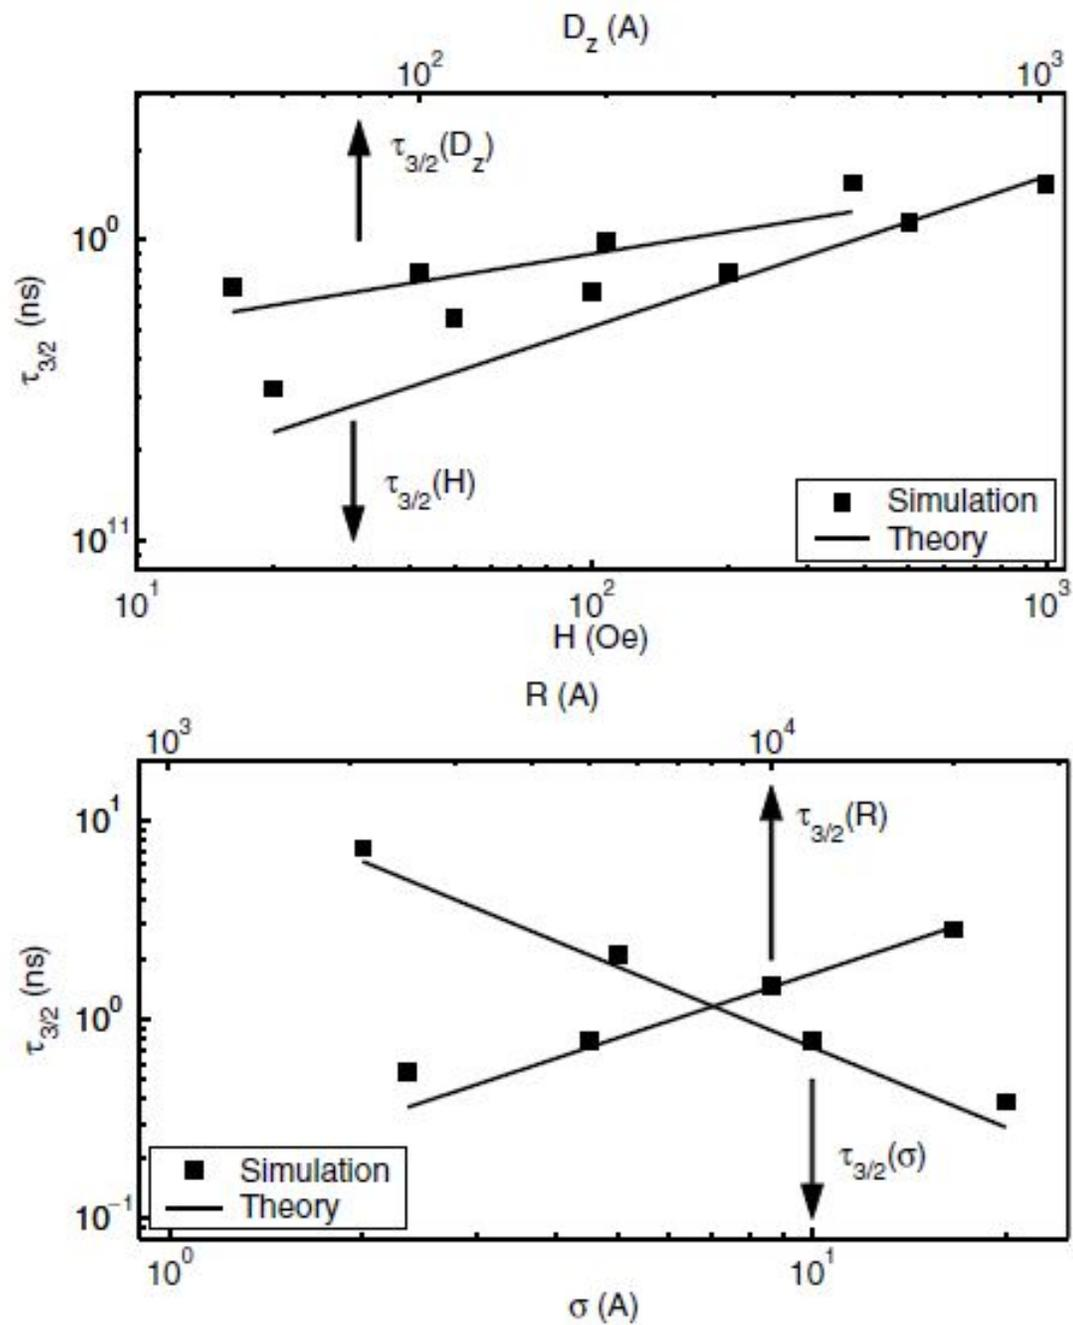 D_z (A)
10^2 10^3
τ_3/2(D_z)
10^0
τ_3/2 (ns)
τ_3/2(H)
Simulation
Theory
10^11
10^1 10^2 10^3
H (Oe)
R (A)
10^3 10^4
10^1
τ_3/2(R)
τ_3/2 (ns)
10^0
τ_3/2(σ)
Simulation
Theory
10^−1
10^0 10^1
σ (A)